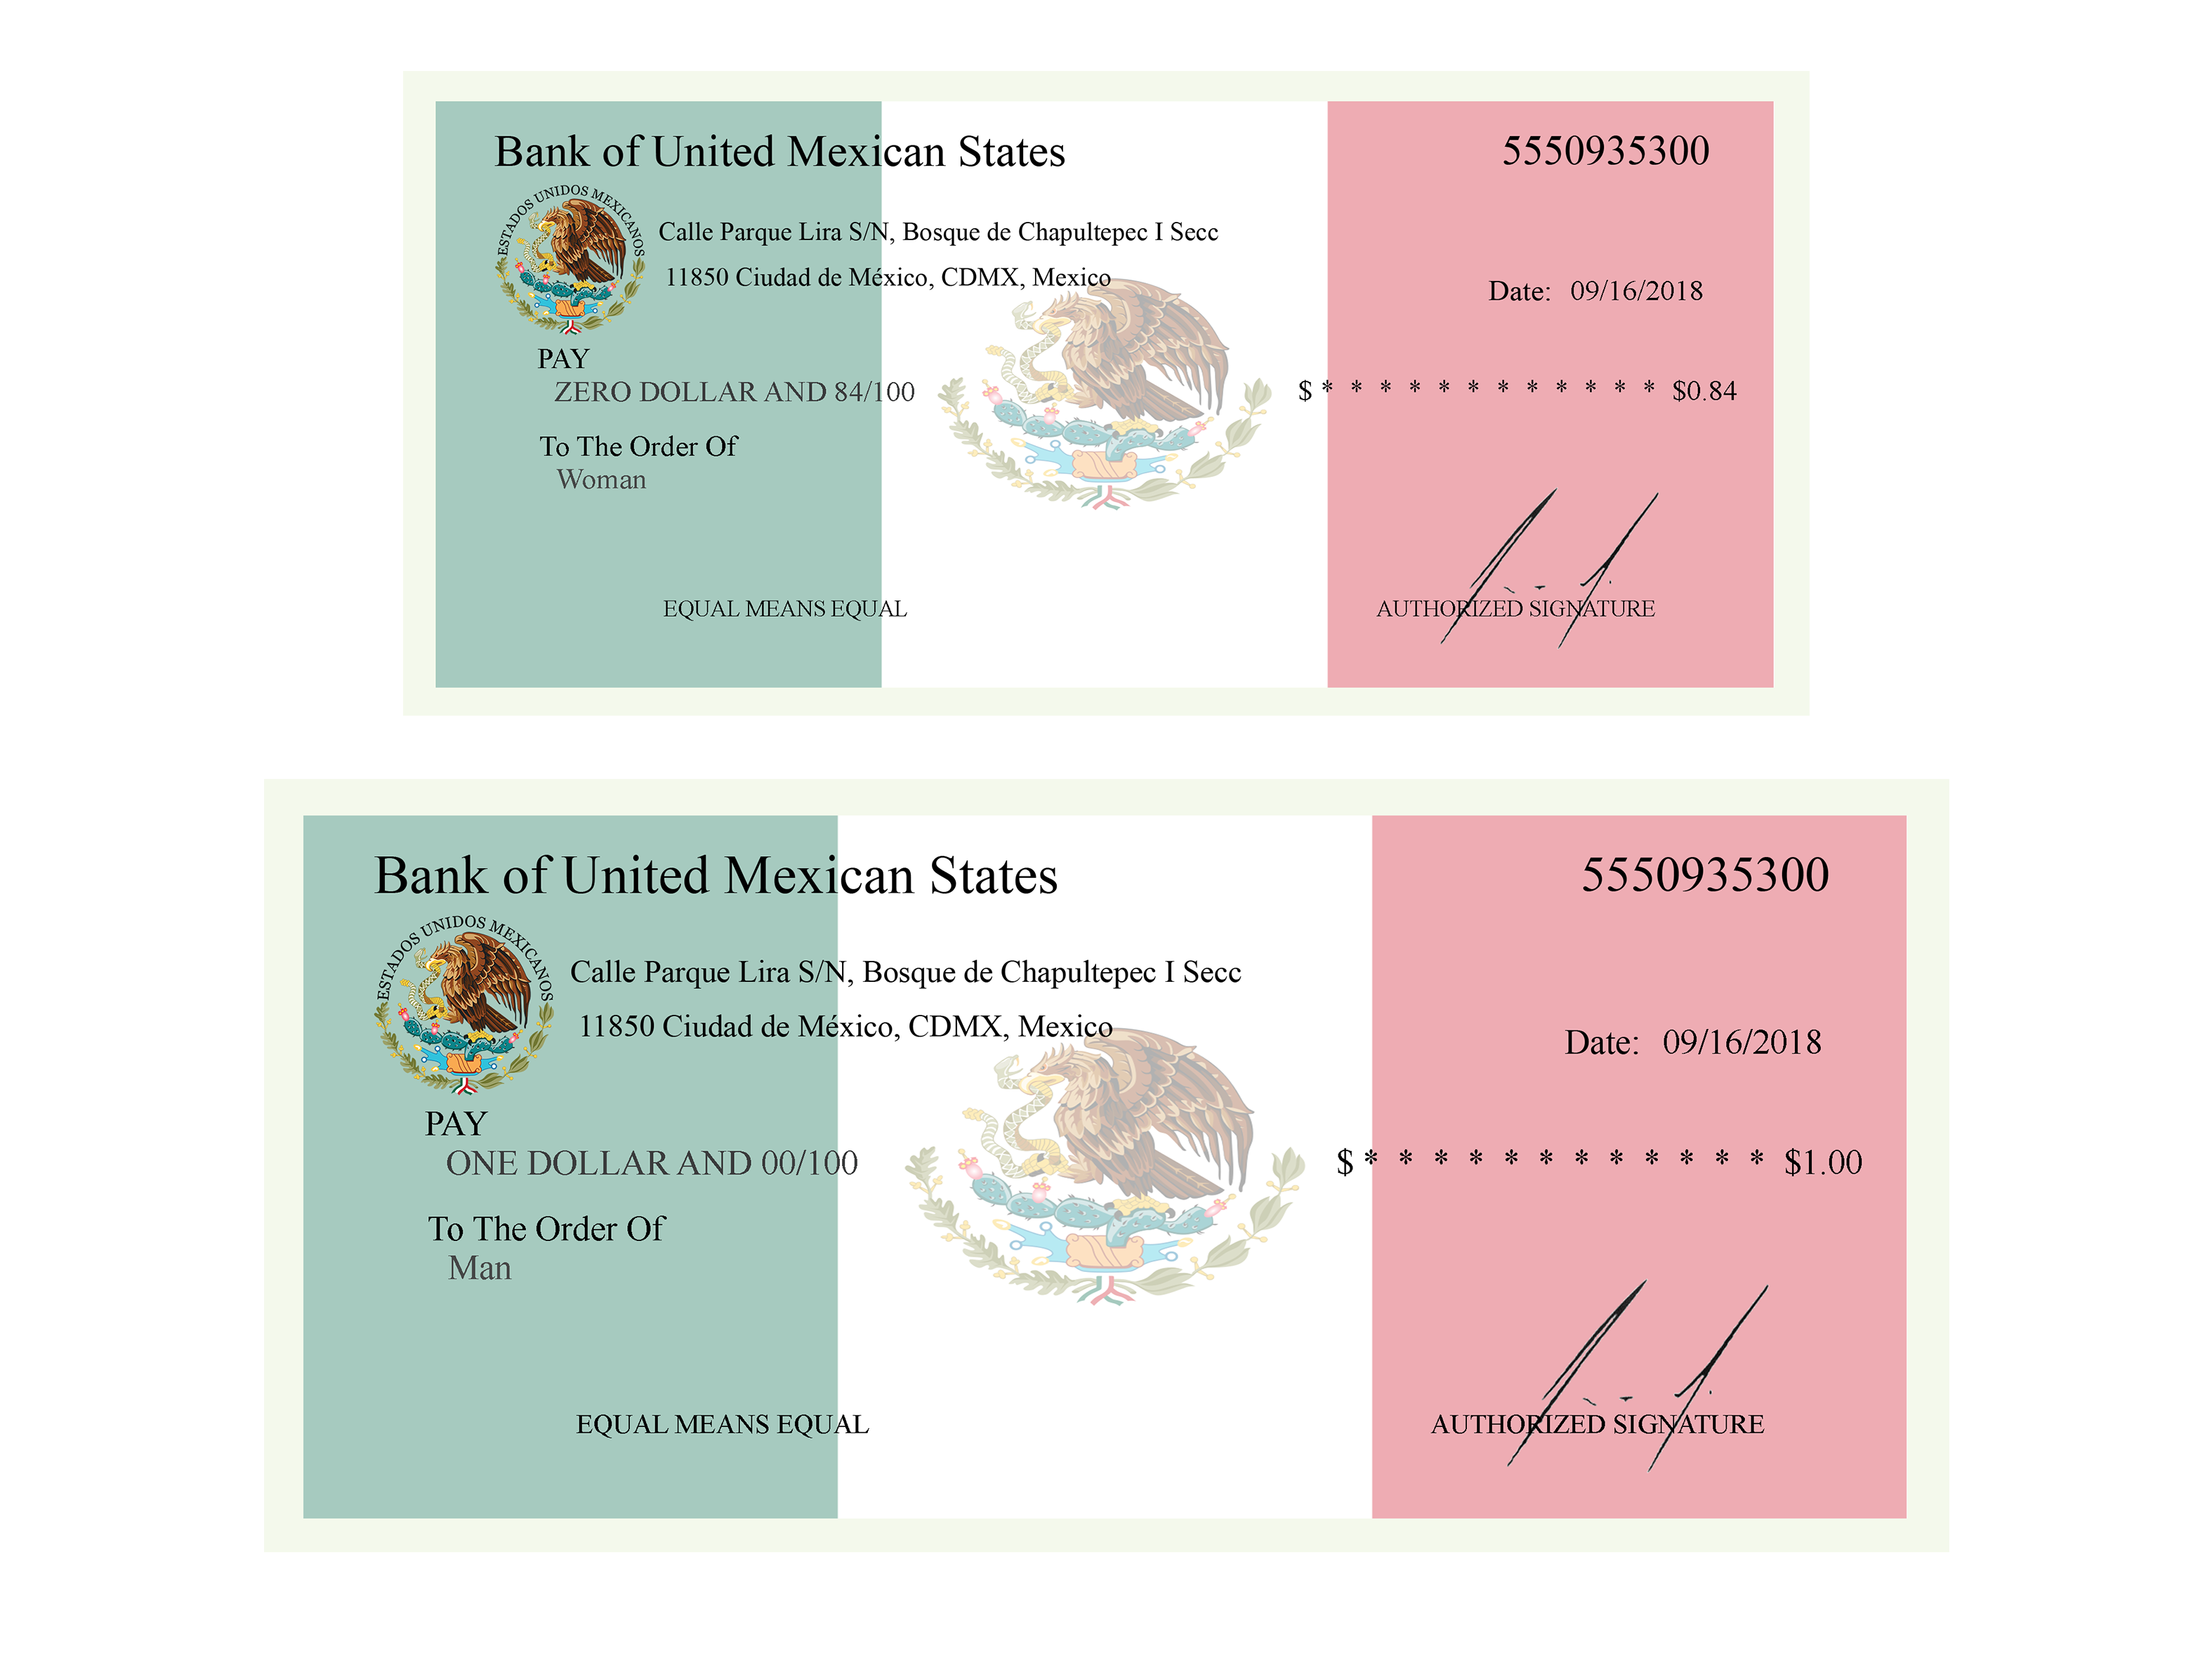 Bank of United Mexican States
5550935300
ESTADOS UNIDOS MEXICANOS
Calle Parque Lira S/N, Bosque de Chapultepec I Secc
11850 Ciudad de México, CDMX, Mexico
Date: 09/16/2018
PAY
ZERO DOLLAR AND 84/100
$ * * * * * * * * * * * * $0.84
To The Order Of
Woman
EQUAL MEANS EQUAL
AUTHORIZED SIGNATURE
Bank of United Mexican States
5550935300
ESTADOS UNIDOS MEXICANOS
Calle Parque Lira S/N, Bosque de Chapultepec I Secc
11850 Ciudad de México, CDMX, Mexico
Date: 09/16/2018
PAY
ONE DOLLAR AND 00/100
$ * * * * * * * * * * * * $1.00
To The Order Of
Man
EQUAL MEANS EQUAL
AUTHORIZED SIGNATURE